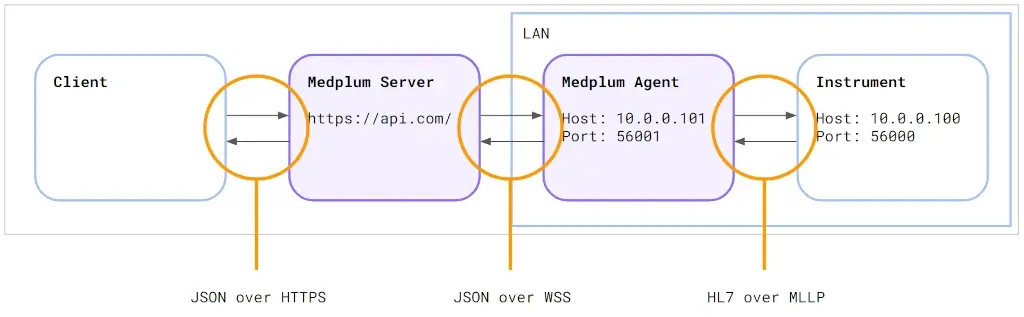 LAN
Client
Medplum Server
https://api.com/
Medplum Agent
Host: 10.0.0.101
Port: 56001
Instrument
Host: 10.0.0.100
Port: 56000
JSON over HTTPS
JSON over WSS
HL7 over MLLP